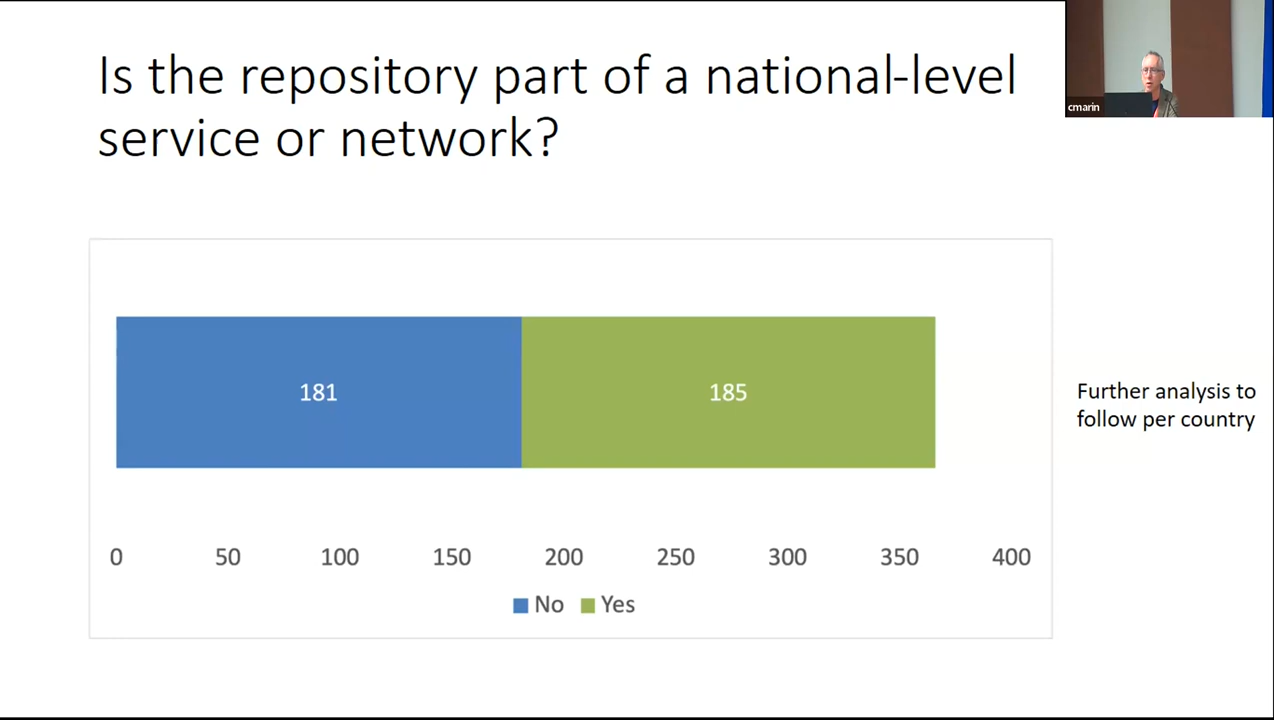 Is the repository part of a national-level
service or network?
cmarin
181
185
Further analysis to
follow per country
0 50 100 150 200 250 300 350 400
No Yes